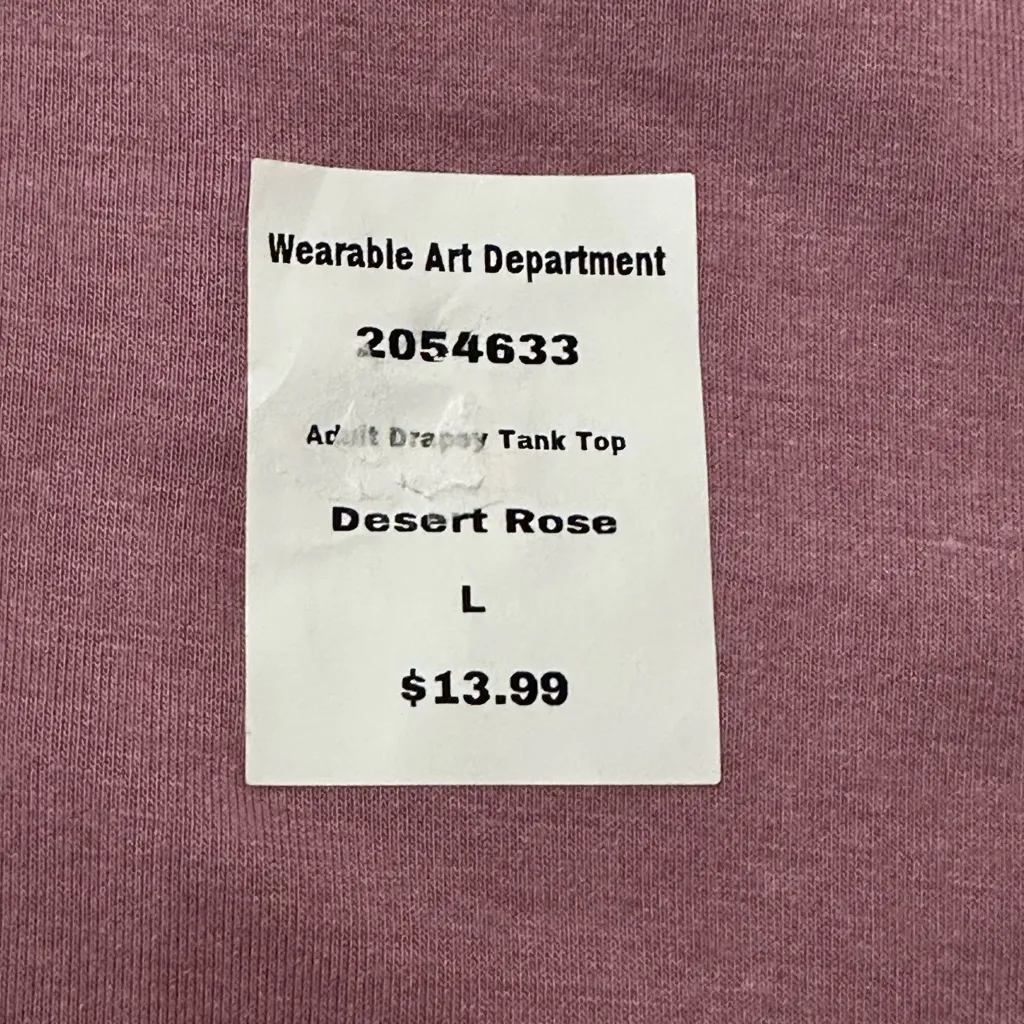 Wearable Art Department
2054633
Adult Drapey Tank Top
Desert Rose
L
$13.99